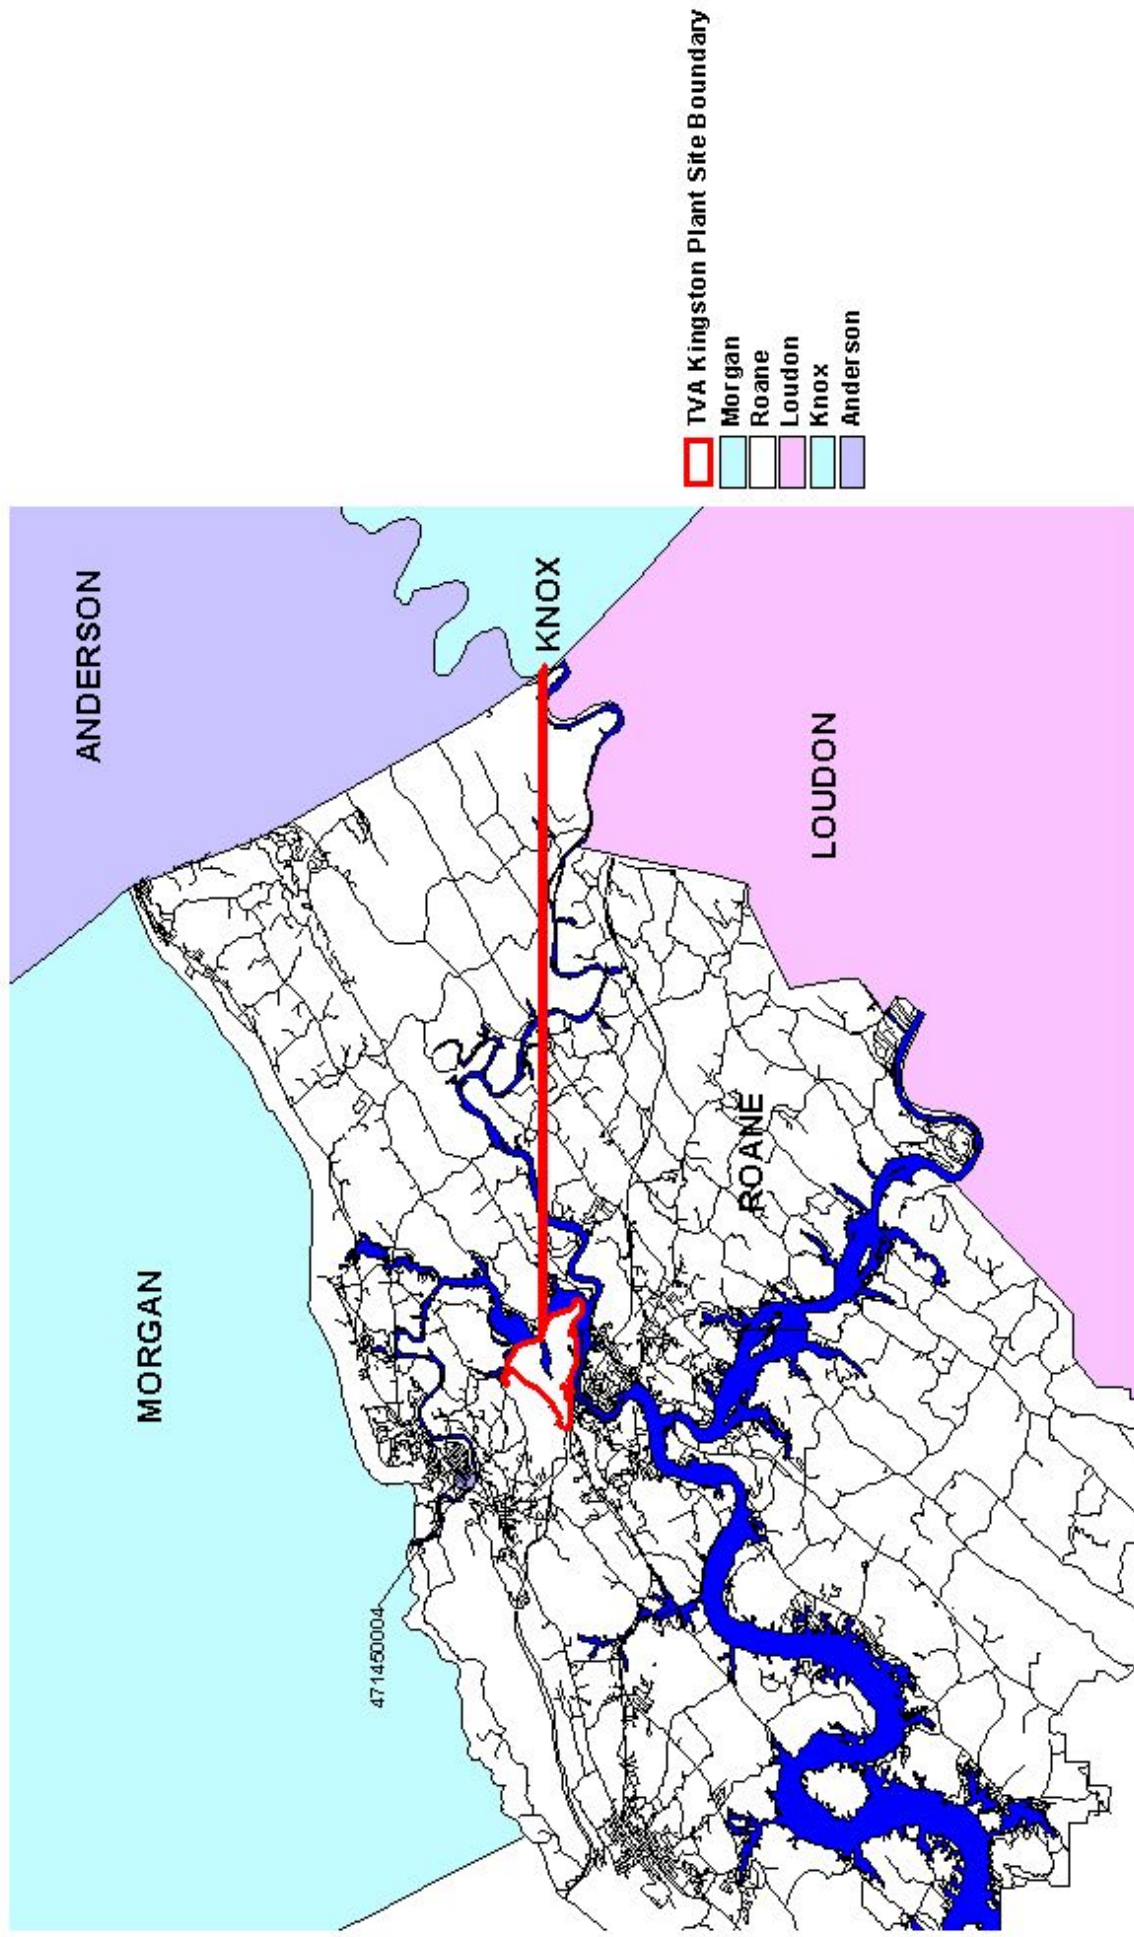 ANDERSON
MORGAN
KNOX
LOUDON
ROANE
471450004
TVA Kingston Plant Site Boundary
Morgan
Roane
Loudon
Knox
Anderson